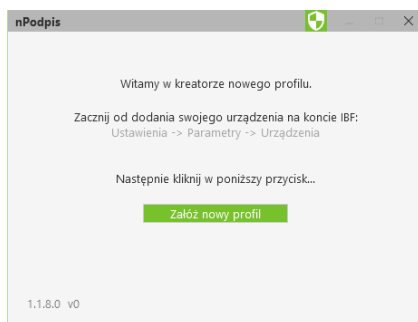 nPodpis
Witamy w kreatorze nowego profilu.
Zacznij od dodania swojego urządzenia na koncie IBF:
Ustawienia -> Parametry -> Urządzenia
Następnie kliknij w poniższy przycisk...
Załóż nowy profil
1.1.8.0 v0